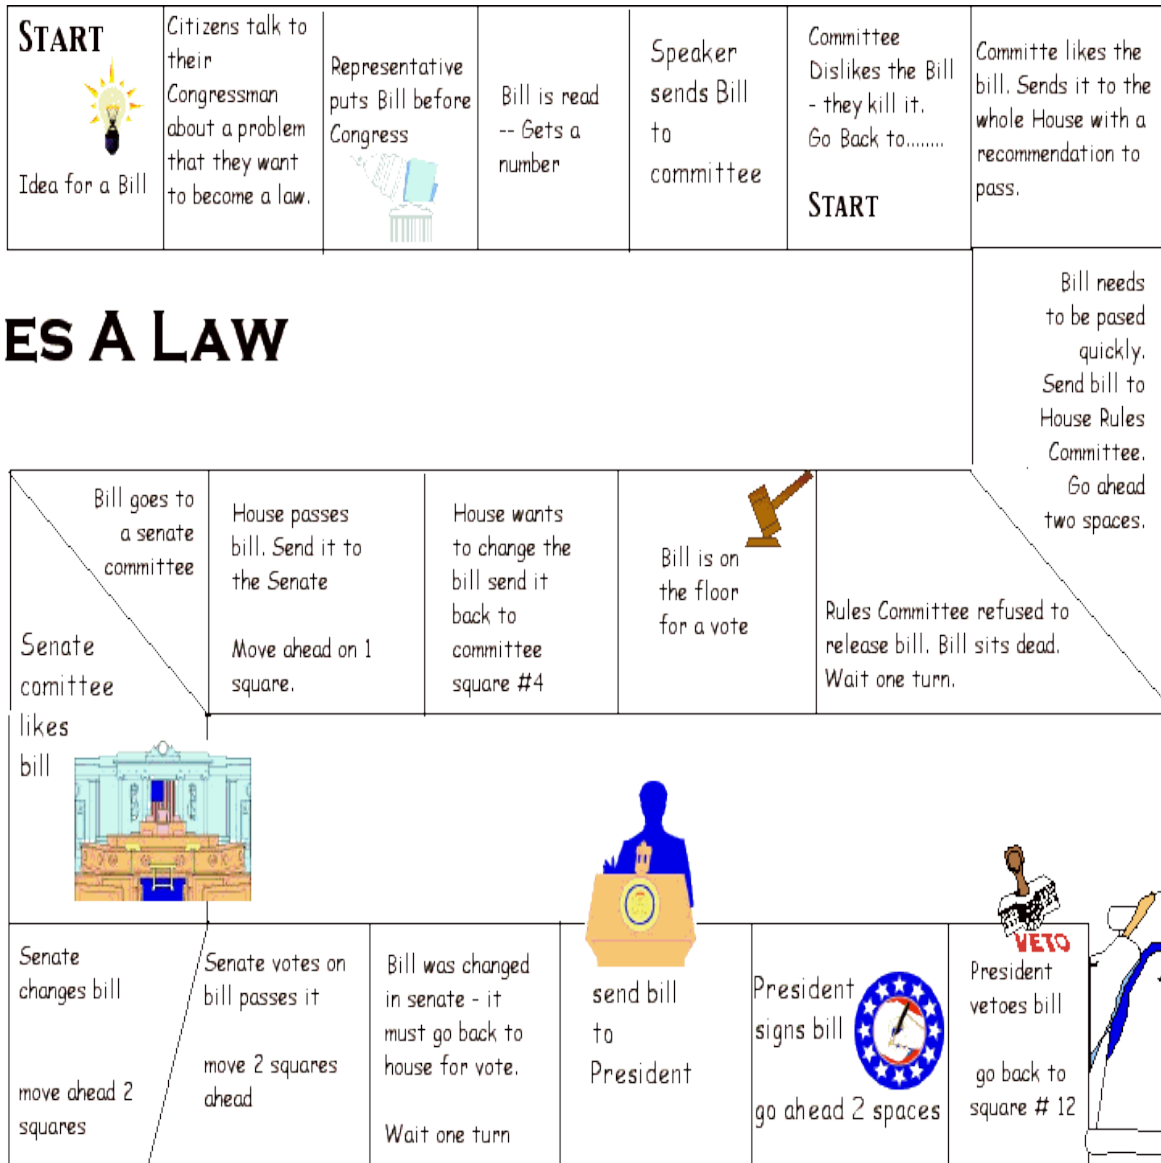 START
Idea for a Bill
Citizens talk to
their
Congressman
about a problem
that they want
to become a law.
Representative
puts Bill before
Congress
Bill is read
-- Gets a
number
Speaker
sends Bill
to
committee
Committee
Dislikes the Bill
- they kill it.
Go Back to........
START
Committe likes the
bill. Sends it to the
whole House with a
recommendation to
pass.
ES A LAW
Bill needs
to be pased
quickly.
Send bill to
House Rules
Committee.
Go ahead
two spaces.
Rules Committee refused to
release bill. Bill sits dead.
Wait one turn.
Bill is on
the floor
for a vote
House wants
to change the
bill send it
back to
committee
square #4
House passes
bill. Send it to
the Senate
Move ahead on 1
square.
Bill goes to
a senate
committee
Senate
comittee
likes
bill
Senate
changes bill
move ahead 2
squares
Senate votes on
bill passes it
move 2 squares
ahead
Bill was changed
in senate - it
must go back to
house for vote.
Wait one turn
send bill
to
President
President
signs bill
go ahead 2 spaces
VETO
President
vetoes bill
go back to
square # 12